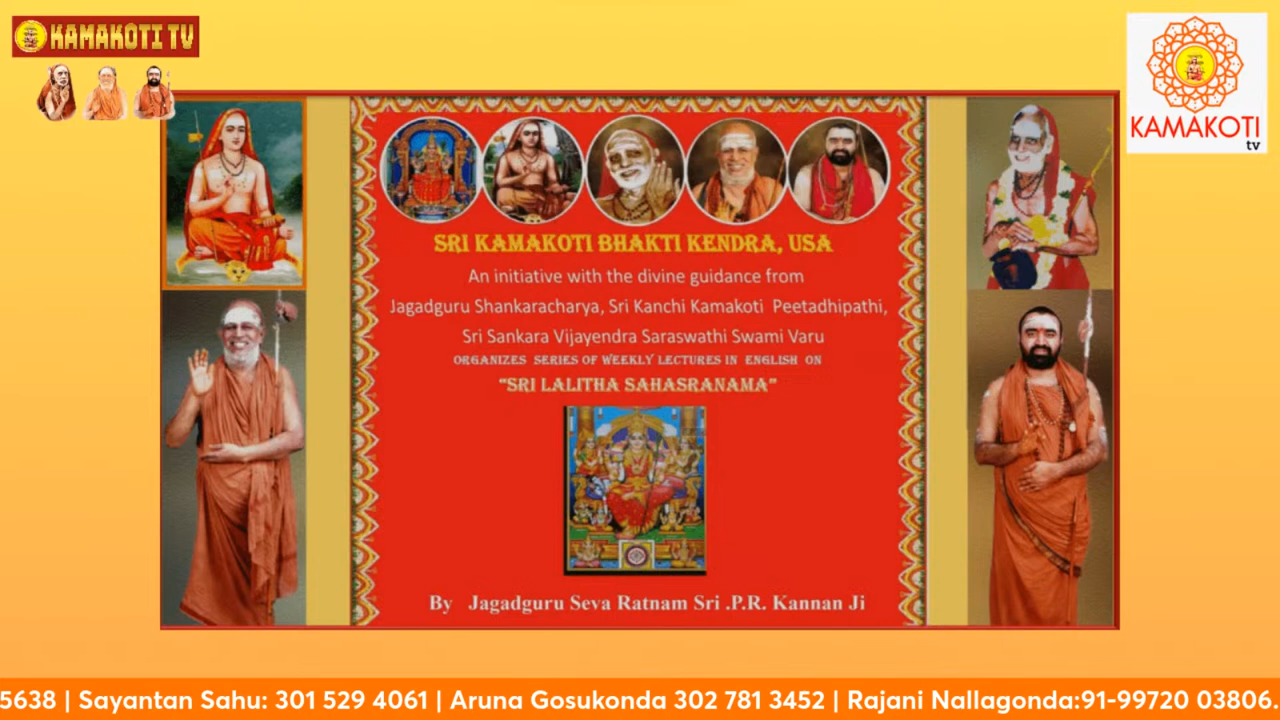 KAMAKOTI TV
KAMAKOTI
tv
SRI KAMAKOTI BHAKTI KENDRA, USA
An initiative with the divine guidance from
Jagadguru Shankaracharya, Sri Kanchi Kamakoti Peetadhipathi,
Sri Sankara Vijayendra Saraswathi Swami Varu
ORGANIZES SERIES OF WEEKLY LECTURES IN ENGLISH ON
“SRI LALITHA SAHASRANAMA”
By Jagadguru Seva Ratnam Sri .P.R. Kannan Ji
5638 | Sayantan Sahu: 301 529 4061 | Aruna Gosukonda 302 781 3452 | Rajani Nallagonda:91-99720 03806.